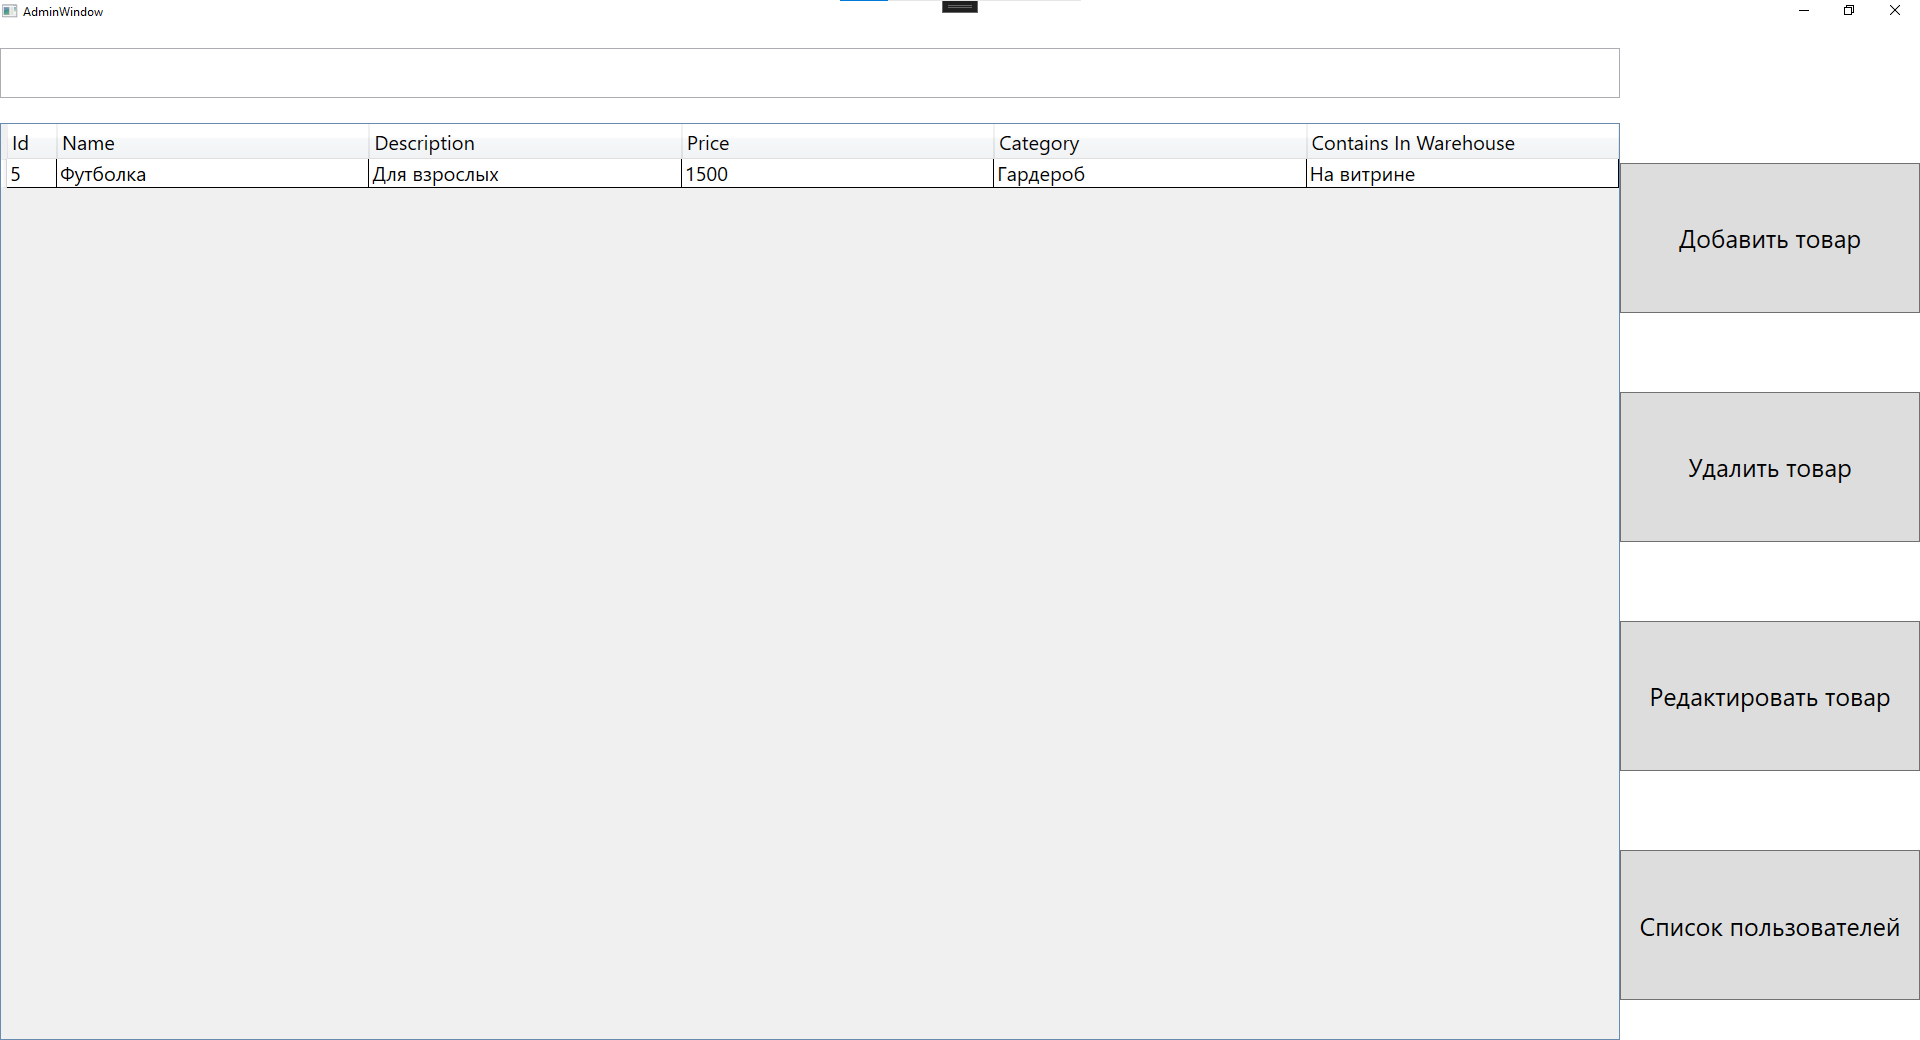 AdminWindow
Id Name Description Price Category Contains In Warehouse
5 Футболка Для взрослых 1500 Гардероб На витрине
Добавить товар
Удалить товар
Редактировать товар
Список пользователей